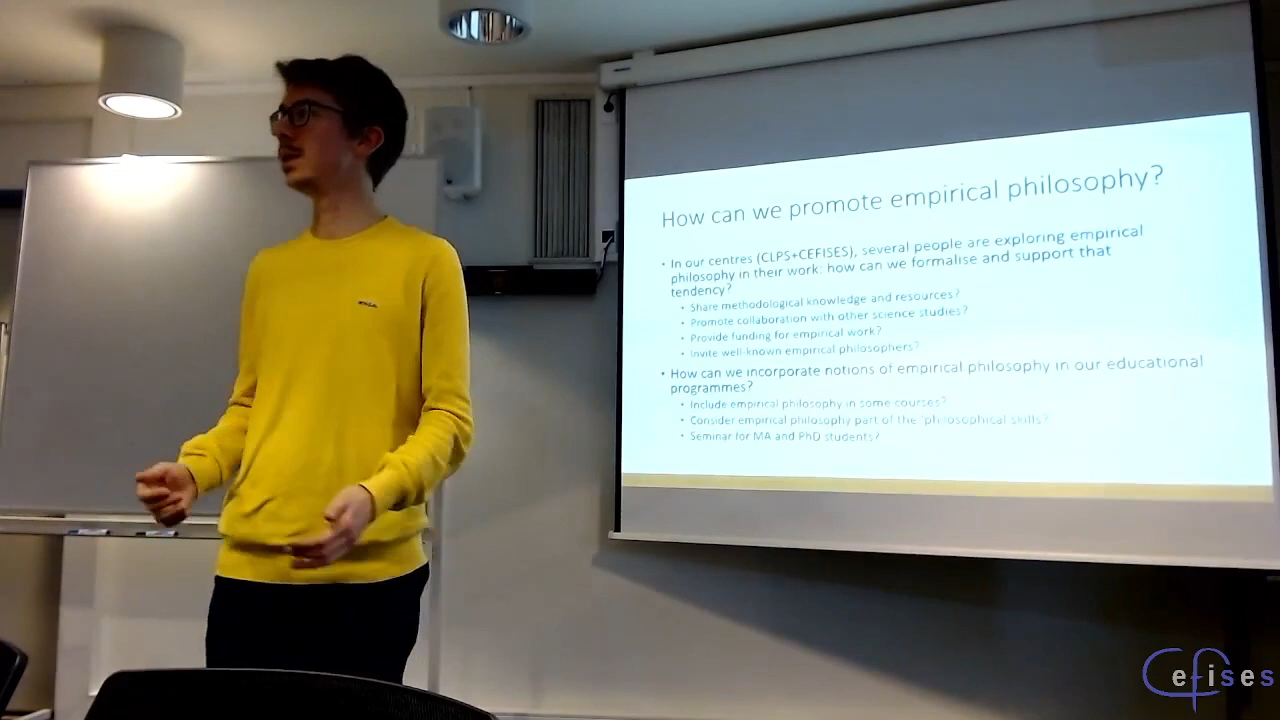 How can we promote empirical philosophy?
• In our centres (CLPS+CEFISES), several people are exploring empirical
philosophy in their work: how can we formalise and support that
tendency?
• Share methodological knowledge and resources?
• Promote collaboration with other science studies?
• Provide funding for empirical work?
• Invite well-known empirical philosophers?
• How can we incorporate notions of empirical philosophy in our educational
programmes?
• Include empirical philosophy in some courses?
• Consider empirical philosophy part of the 'philosophical skills'?
• Seminar for MA and PhD students?
Cefises